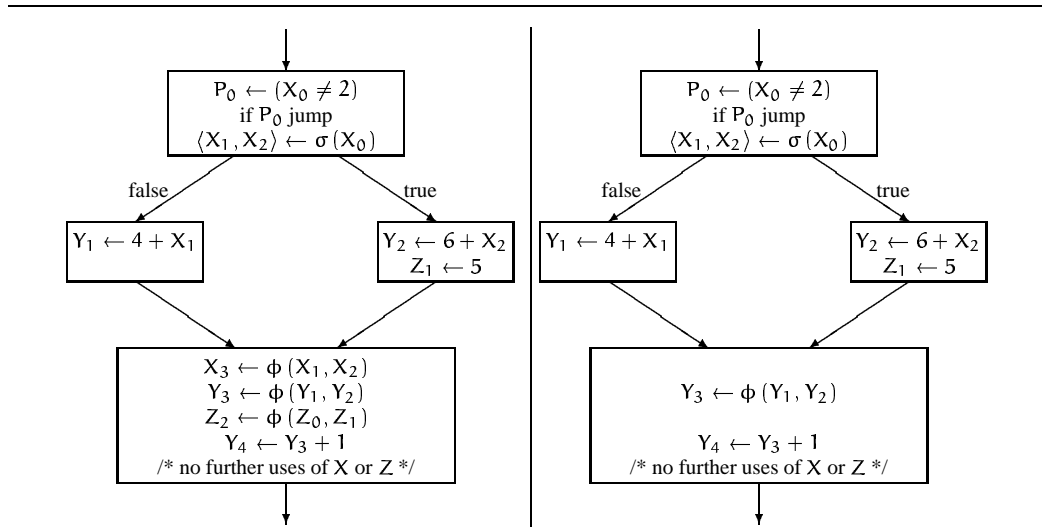 P₀ ← (X₀ ≠ 2)
if P₀ jump
⟨X₁, X₂⟩ ← σ (X₀)
false
true
Y₁ ← 4 + X₁
Y₂ ← 6 + X₂
Z₁ ← 5
X₃ ← ϕ (X₁, X₂)
Y₃ ← ϕ (Y₁, Y₂)
Z₂ ← ϕ (Z₀, Z₁)
Y₄ ← Y₃ + 1
/* no further uses of X or Z */
P₀ ← (X₀ ≠ 2)
if P₀ jump
⟨X₁, X₂⟩ ← σ (X₀)
false
true
Y₁ ← 4 + X₁
Y₂ ← 6 + X₂
Z₁ ← 5
Y₃ ← ϕ (Y₁, Y₂)
Y₄ ← Y₃ + 1
/* no further uses of X or Z */